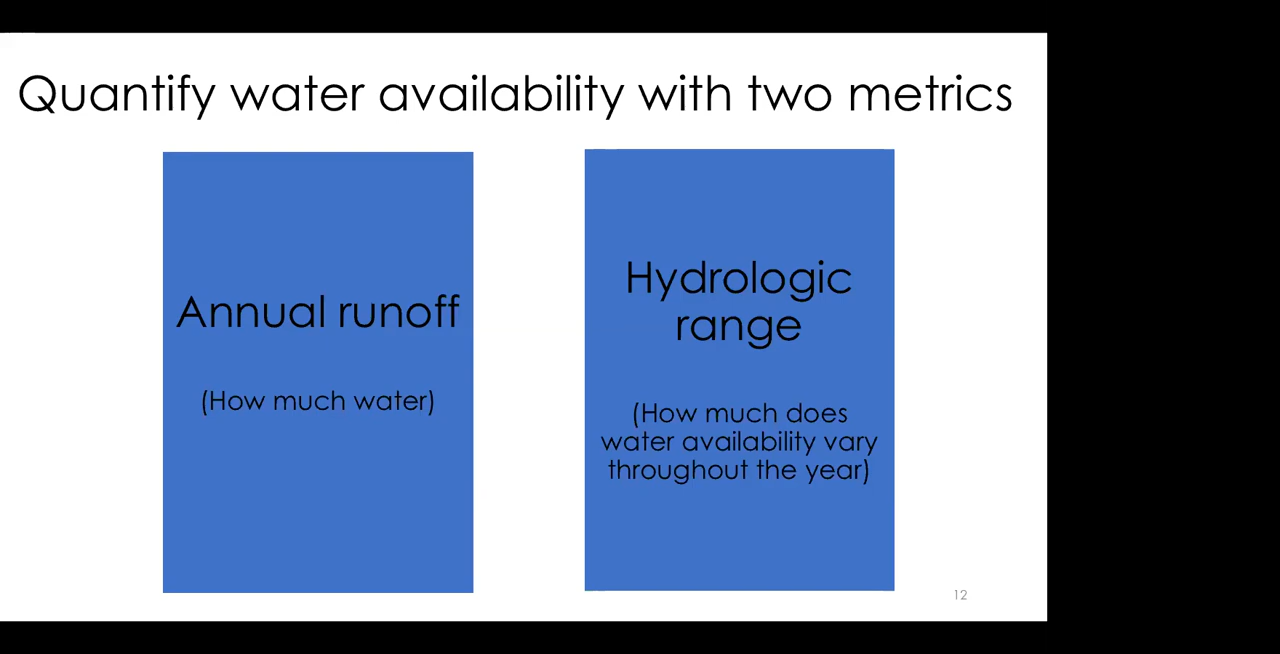 Quantify water availability with two metrics
Annual runoff
(How much water)
Hydrologic
range
(How much does
water availability vary
throughout the year)
12